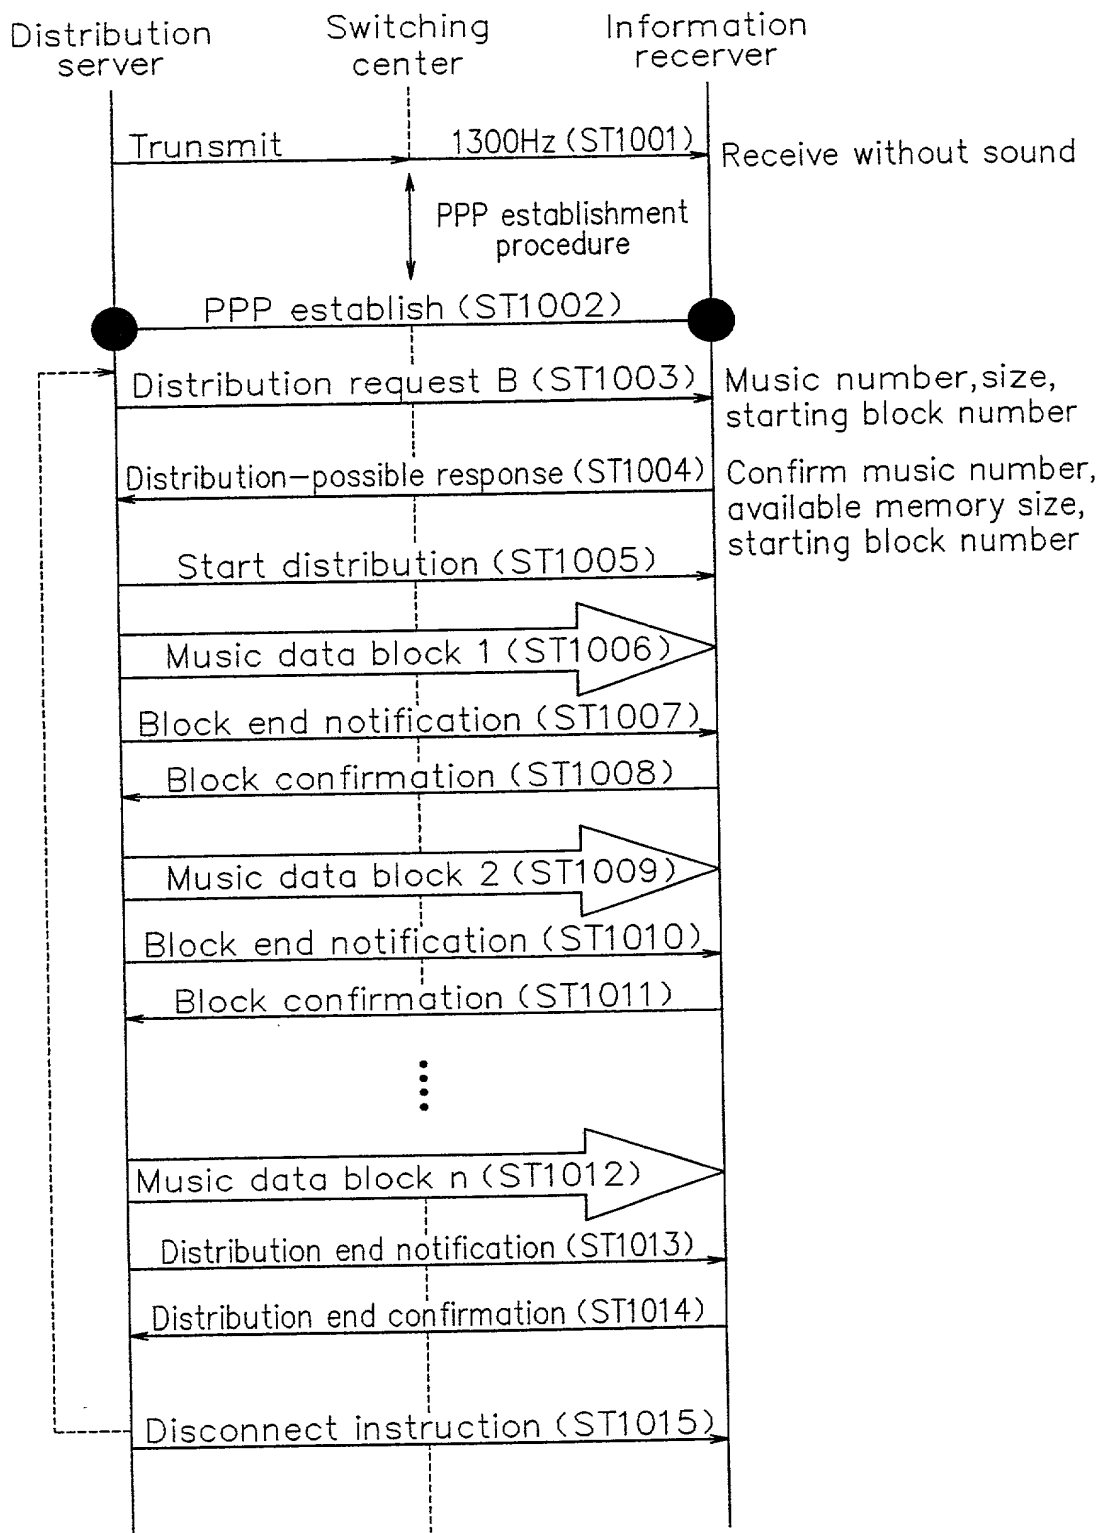 Distribution
server
Switching
center
Information
recerver
Trunsmit
1300Hz (ST1001)
Receive without sound
PPP establishment
procedure
PPP establish (ST1002)
Distribution request B (ST1003)
Music number, size,
starting block number
Distribution-possible response (ST1004)
Confirm music number,
available memory size,
starting block number
Start distribution (ST1005)
Music data block 1 (ST1006)
Block end notification (ST1007)
Block confirmation (ST1008)
Music data block 2 (ST1009)
Block end notification (ST1010)
Block confirmation (ST1011)
Music data block n (ST1012)
Distribution end notification (ST1013)
Distribution end confirmation (ST1014)
Disconnect instruction (ST1015)